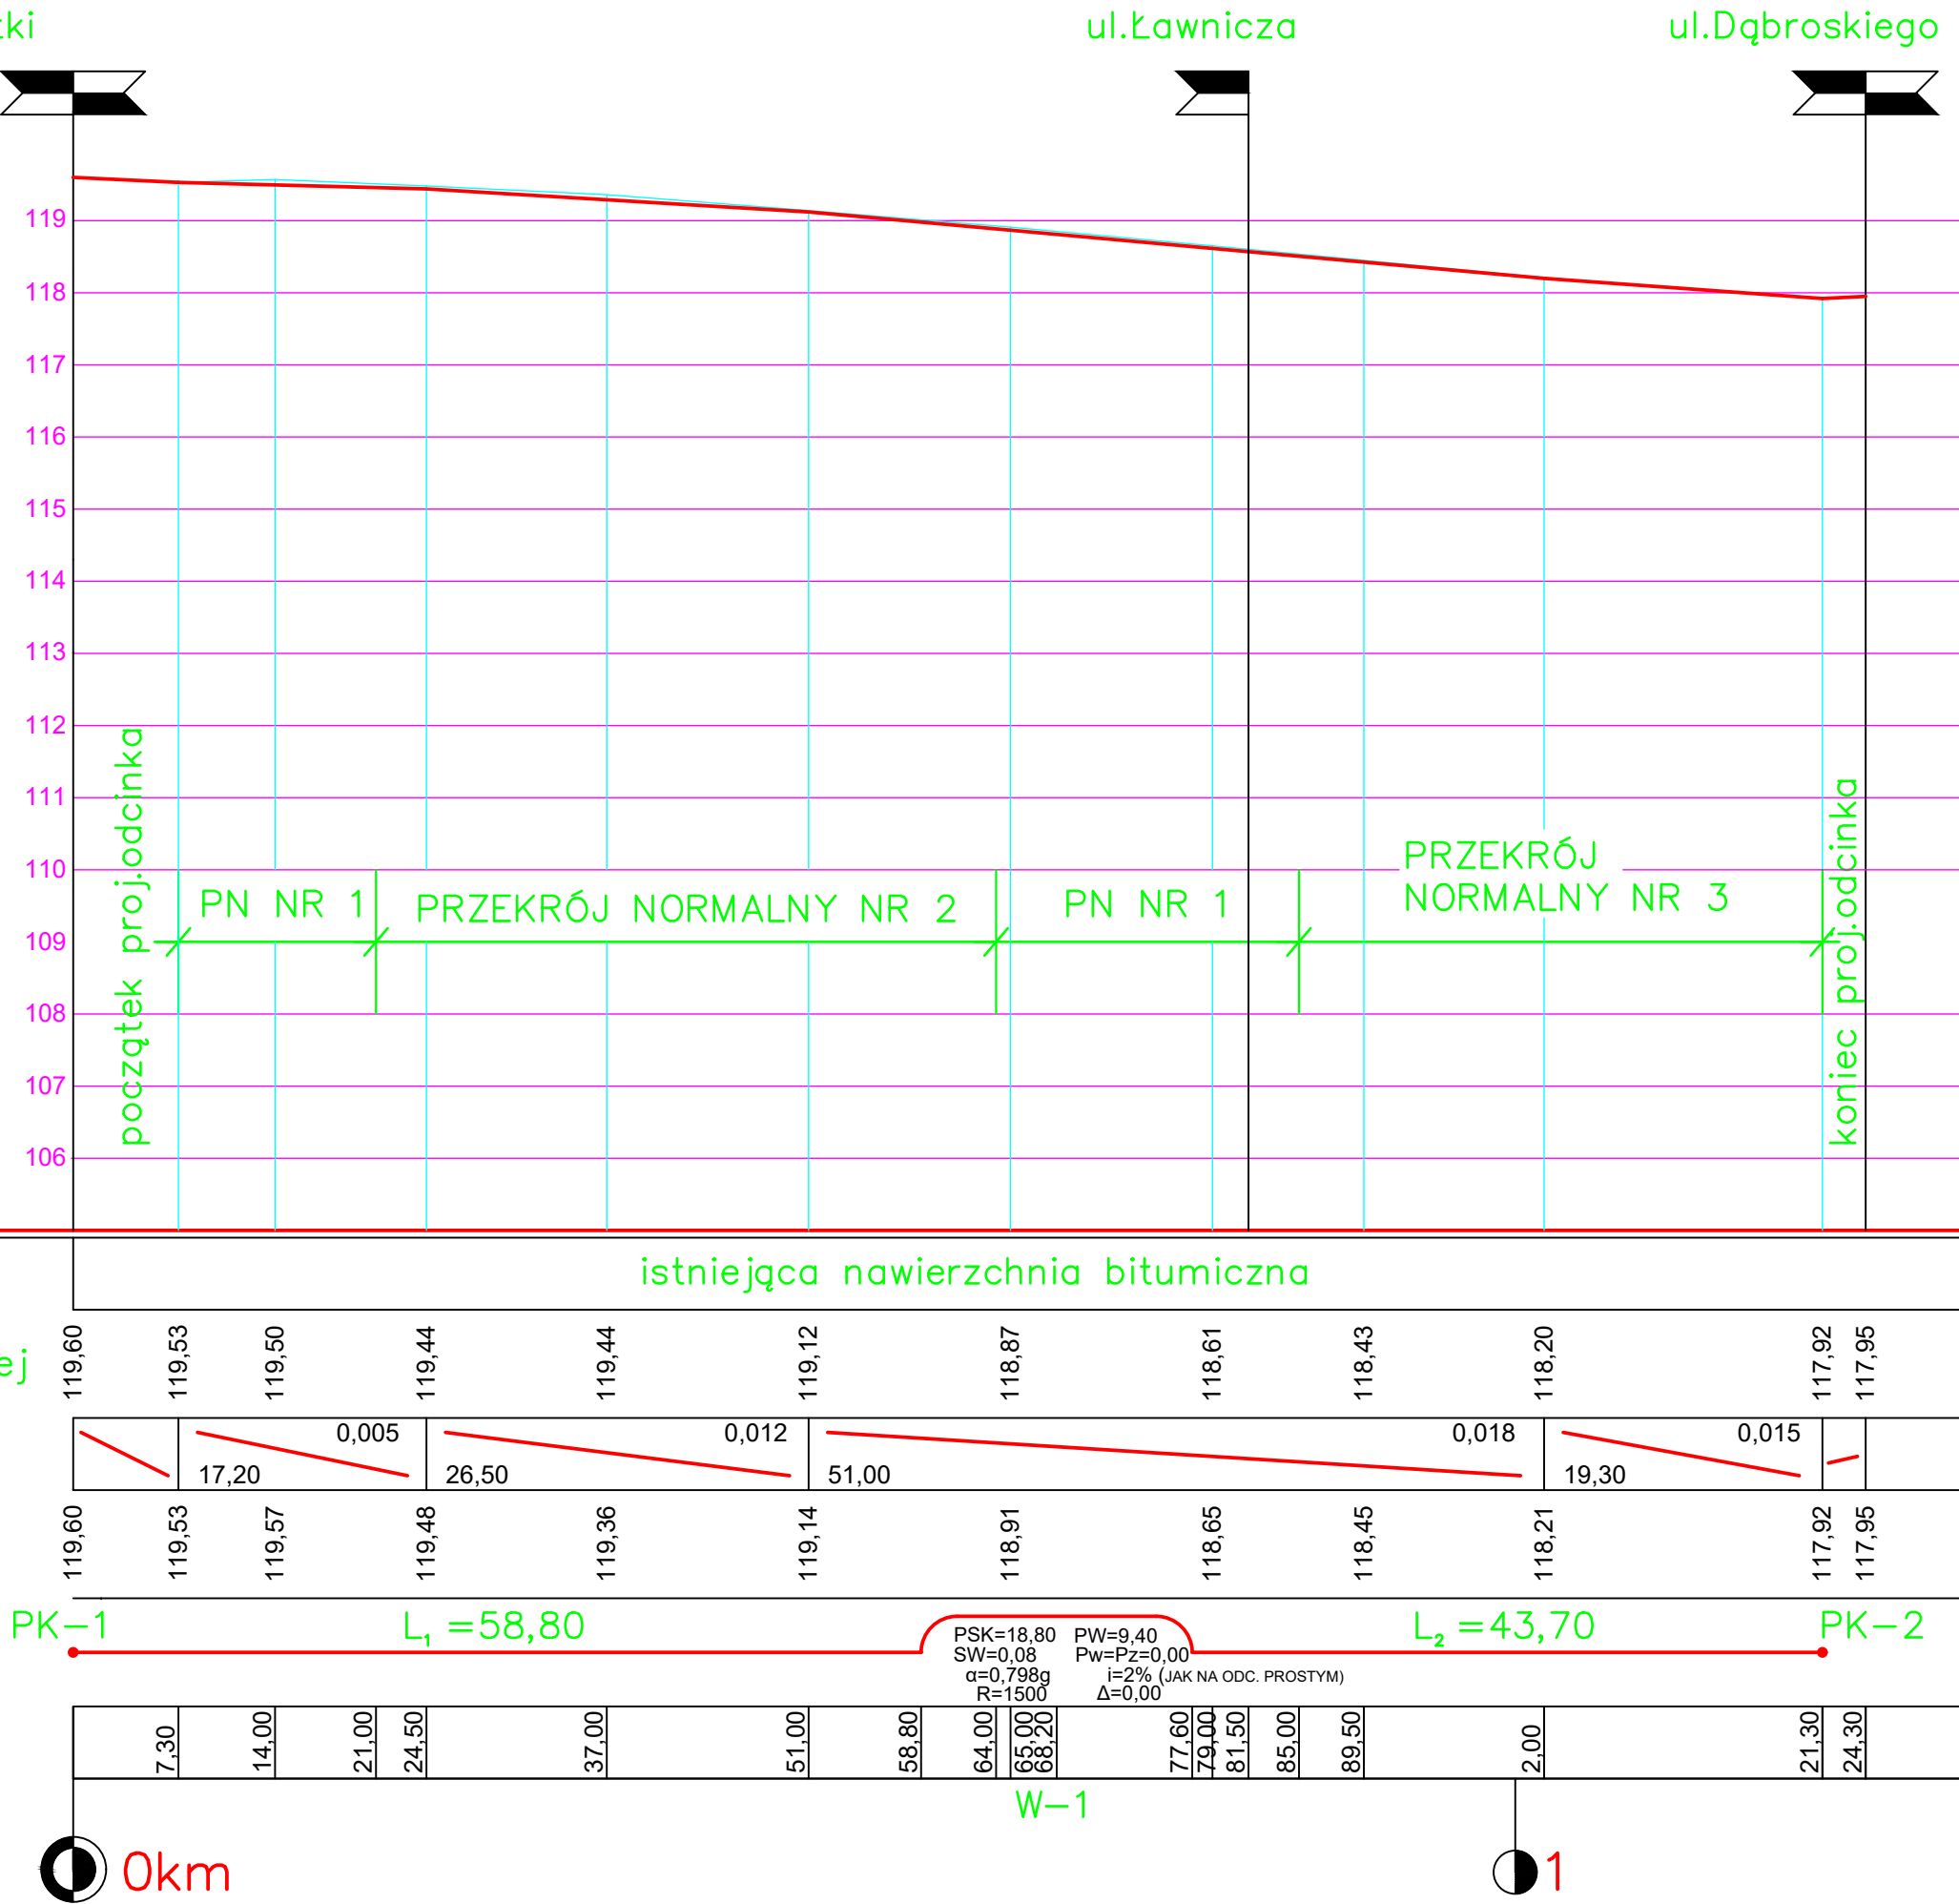 ki
ul.Ławnicza
ul.Dąbroskiego
119
118
117
116
115
114
113
112
111
110
109
108
107
106
początek proj.odcinka
PN NR 1
PRZEKRÓJ NORMALNY NR 2
PN NR 1
PRZEKRÓJ
NORMALNY NR 3
koniec proj.odcinka
istniejąca nawierzchnia bitumiczna
ej
119,60 119,53 119,50 119,44 119,44 119,12 118,87 118,61 118,43 118,20 117,92 117,95
0,005 0,012 0,018 0,015
17,20 26,50 51,00 19,30
119,60 119,53 119,57 119,48 119,36 119,14 118,91 118,65 118,45 118,21 117,92 117,95
PK-1 L₁=58,80 L₂=43,70 PK-2
PSK=18,80 PW=9,40
SW=0,08 Pw=Pz=0,00
α=0,798g i=2% (JAK NA ODC. PROSTYM)
R=1500 Δ=0,00
7,30 14,00 21,00 24,50 37,00 51,00 58,80 64,00 65,00 68,20 77,60 79,00 81,50 85,00 89,50 2,00 21,30 24,30
W-1
0km 1